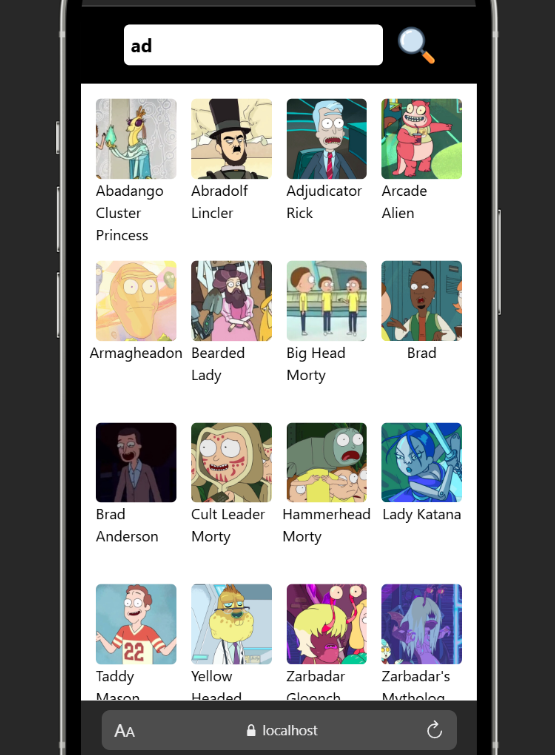 ad
Abadango
Cluster
Princess
Abradolf
Lincler
Adjudicator
Rick
Arcade
Alien
Armagheadon
Bearded
Lady
Big Head
Morty
Brad
Brad
Anderson
Cult Leader
Morty
Hammerhead
Morty
Lady Katana
22
Taddy
Mason
Yellow
Headed
Zarbadar
Gloonch
Zarbadar's
Mytholog
AA
localhost